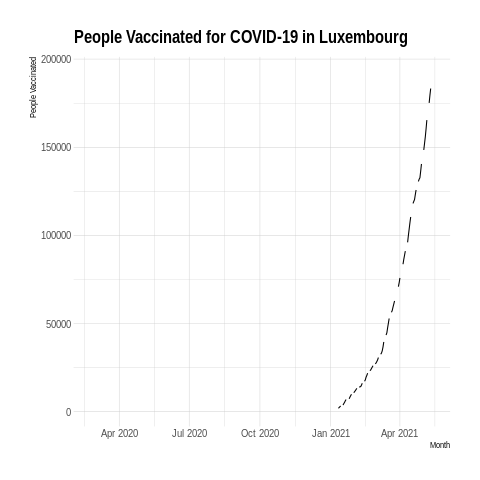 People Vaccinated for COVID-19 in Luxembourg
People Vaccinated
200000
150000
100000
50000
0
Apr 2020 Jul 2020 Oct 2020 Jan 2021 Apr 2021
Month